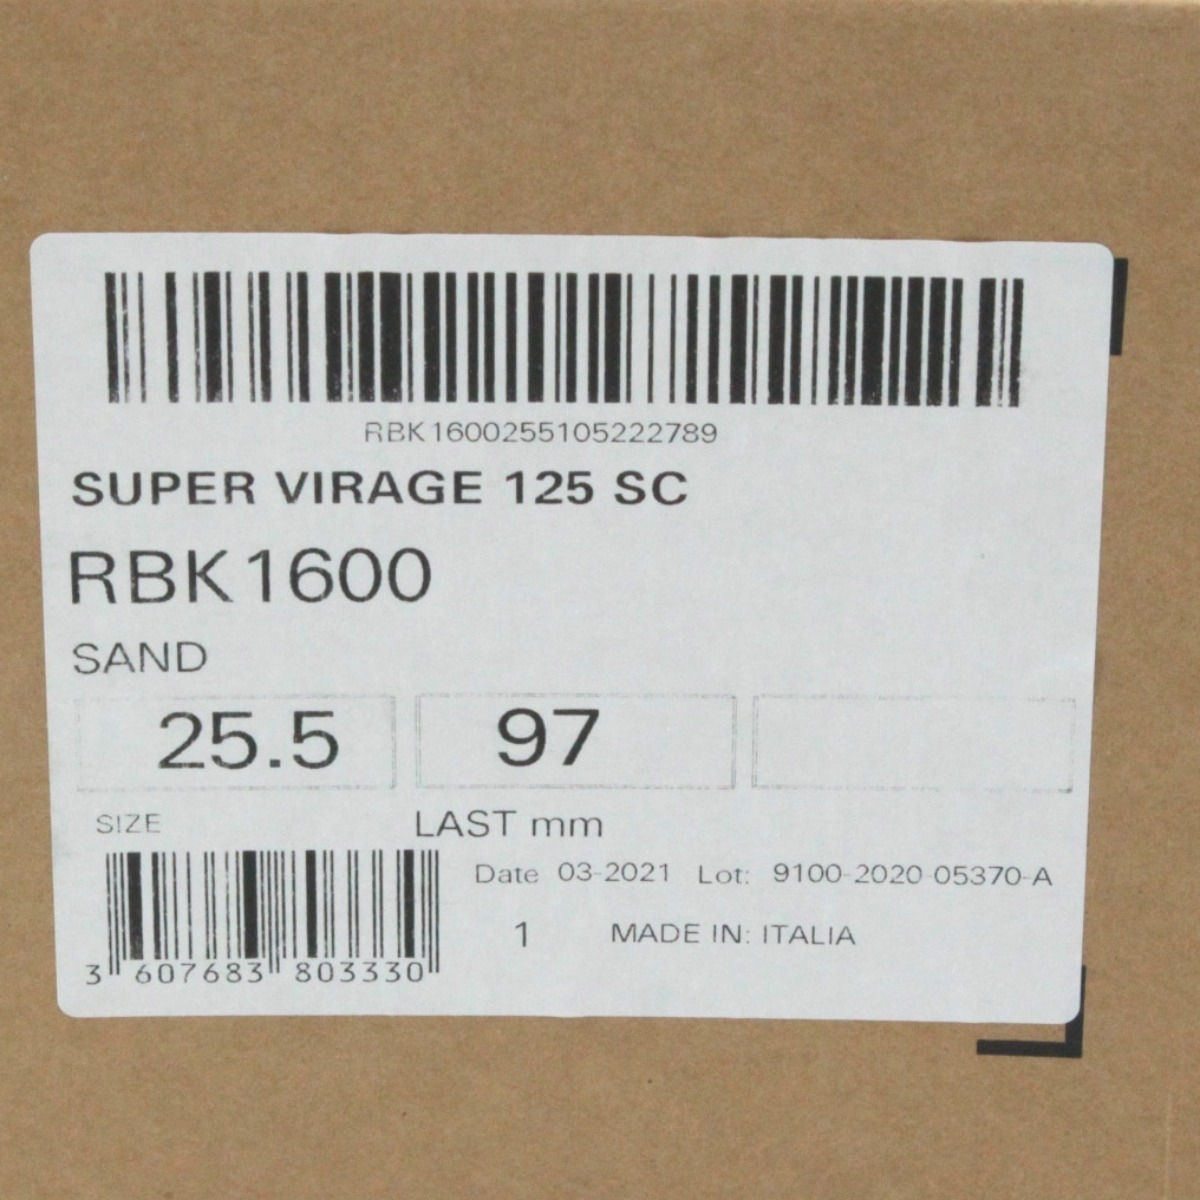 RBK1600255105222789
SUPER VIRAGE 125 SC
RBK1600
SAND
25.5 97
SIZE LAST mm
Date 03-2021 Lot: 9100-2020-05370-A
1 MADE IN: ITALIA
3 607683 803330